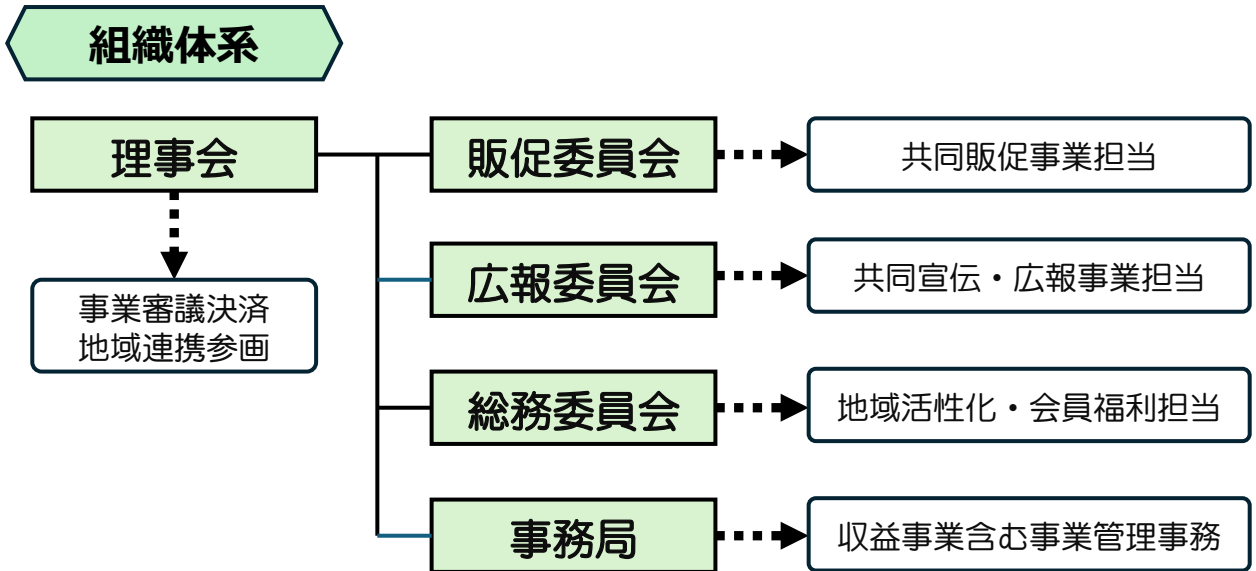 組織体系
理事会
販促委員会
共同販促事業担当
広報委員会
共同宣伝・広報事業担当
事業審議決済
地域連携参画
総務委員会
地域活性化・会員福利担当
事務局
収益事業含む事業管理事務